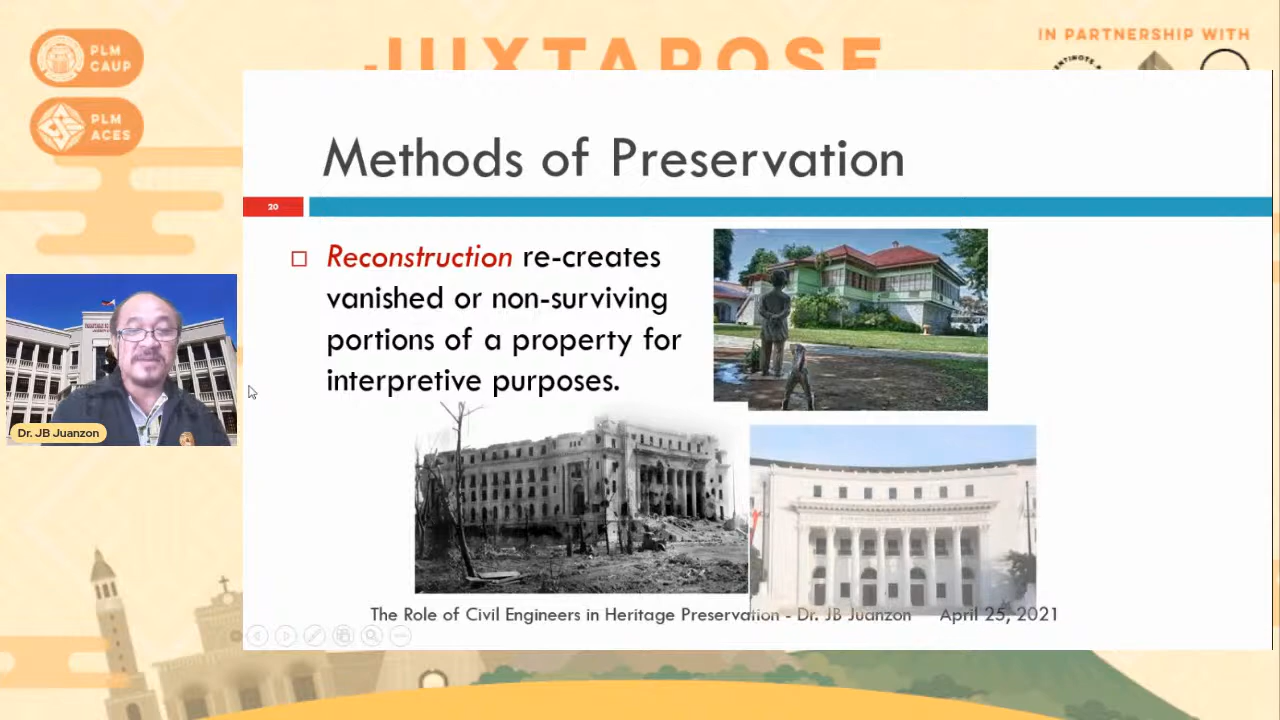 PLM
CAUP
PLM
ACES
JUXTAPOSE
IN PARTNERSHIP WITH
Methods of Preservation
20
Reconstruction re-creates
vanished or non-surviving
portions of a property for
interpretive purposes.
Dr. JB Juanzon
The Role of Civil Engineers in Heritage Preservation - Dr. JB Juanzon April 25, 2021